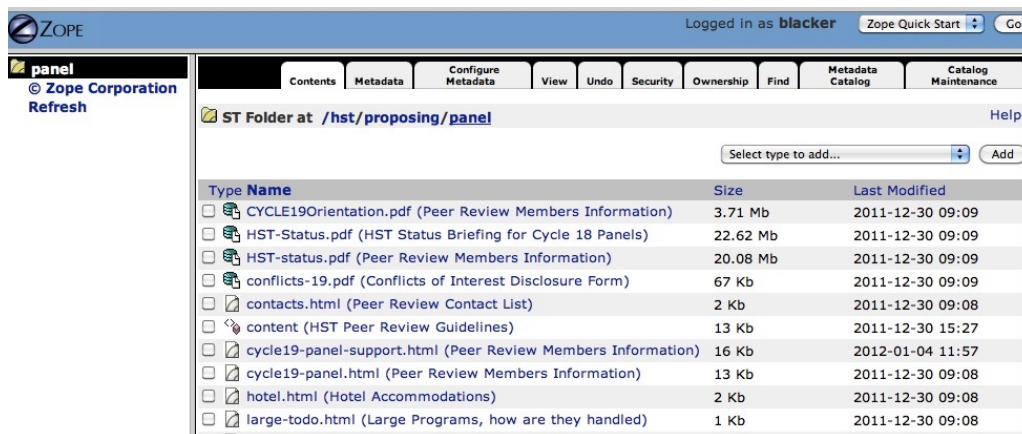 ZOPE
Logged in as blacker
Zope Quick Start
Go
panel
© Zope Corporation
Refresh
Contents Metadata Configure Metadata View Undo Security Ownership Find Metadata Catalog Catalog Maintenance
ST Folder at /hst/proposing/panel
Help
Select type to add...
Add
Type Name Size Last Modified
CYCLE19Orientation.pdf (Peer Review Members Information) 3.71 Mb 2011-12-30 09:09
HST-Status.pdf (HST Status Briefing for Cycle 18 Panels) 22.62 Mb 2011-12-30 09:09
HST-status.pdf (Peer Review Members Information) 20.08 Mb 2011-12-30 09:09
conflicts-19.pdf (Conflicts of Interest Disclosure Form) 67 Kb 2011-12-30 09:09
contacts.html (Peer Review Contact List) 2 Kb 2011-12-30 09:08
content (HST Peer Review Guidelines) 13 Kb 2011-12-30 15:27
cycle19-panel-support.html (Peer Review Members Information) 16 Kb 2012-01-04 11:57
cycle19-panel.html (Peer Review Members Information) 13 Kb 2011-12-30 09:08
hotel.html (Hotel Accommodations) 2 Kb 2011-12-30 09:08
large-todo.html (Large Programs, how are they handled) 1 Kb 2011-12-30 09:08